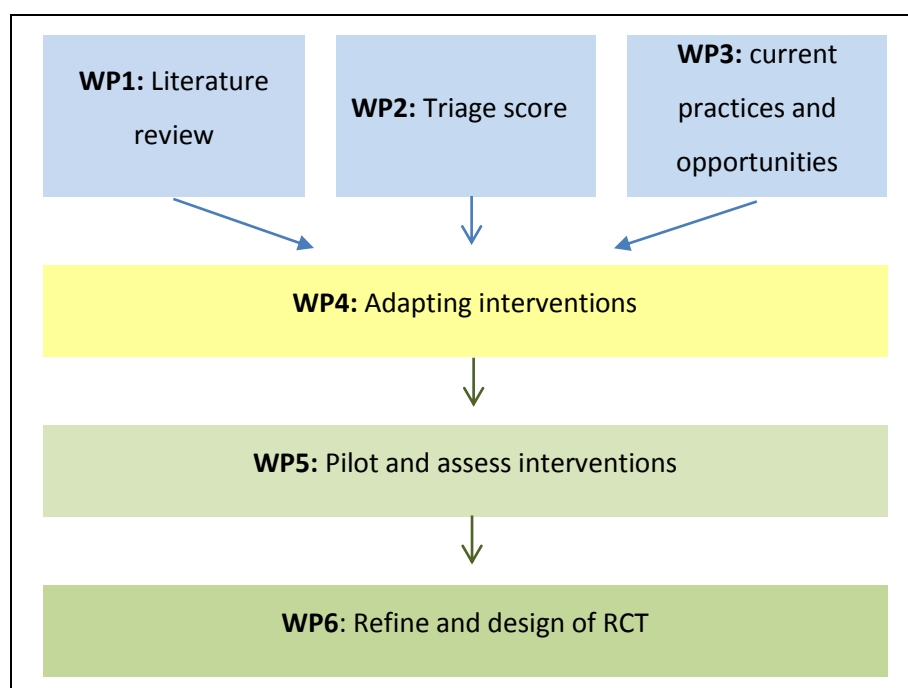 WP1: Literature
review
WP2: Triage score
WP3: current
practices and
opportunities
WP4: Adapting interventions
WP5: Pilot and assess interventions
WP6: Refine and design of RCT